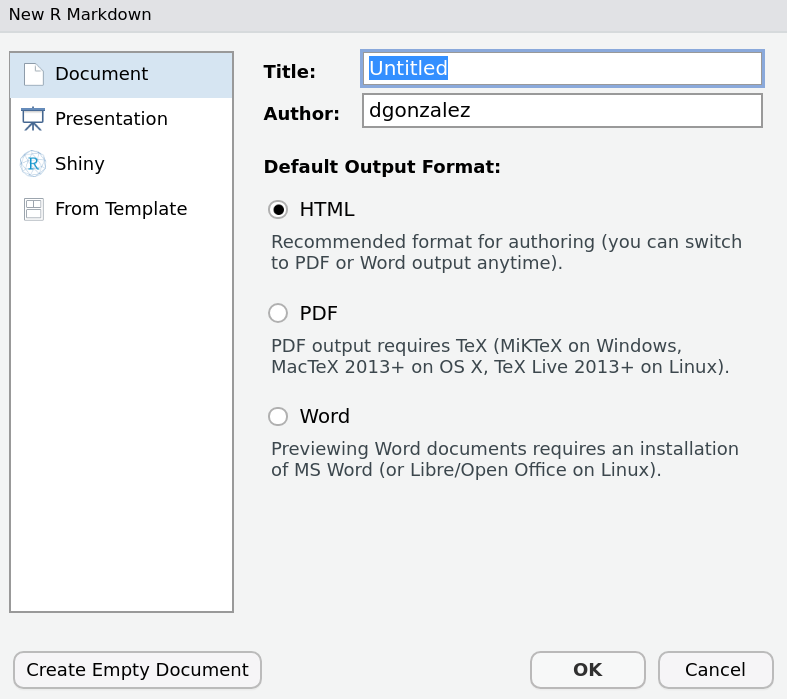 New R Markdown
Document
Presentation
R Shiny
From Template
Title: Untitled
Author: dgonzalez
Default Output Format:
HTML
Recommended format for authoring (you can switch
to PDF or Word output anytime).
PDF
PDF output requires TeX (MiKTeX on Windows,
MacTeX 2013+ on OS X, TeX Live 2013+ on Linux).
Word
Previewing Word documents requires an installation
of MS Word (or Libre/Open Office on Linux).
Create Empty Document OK Cancel